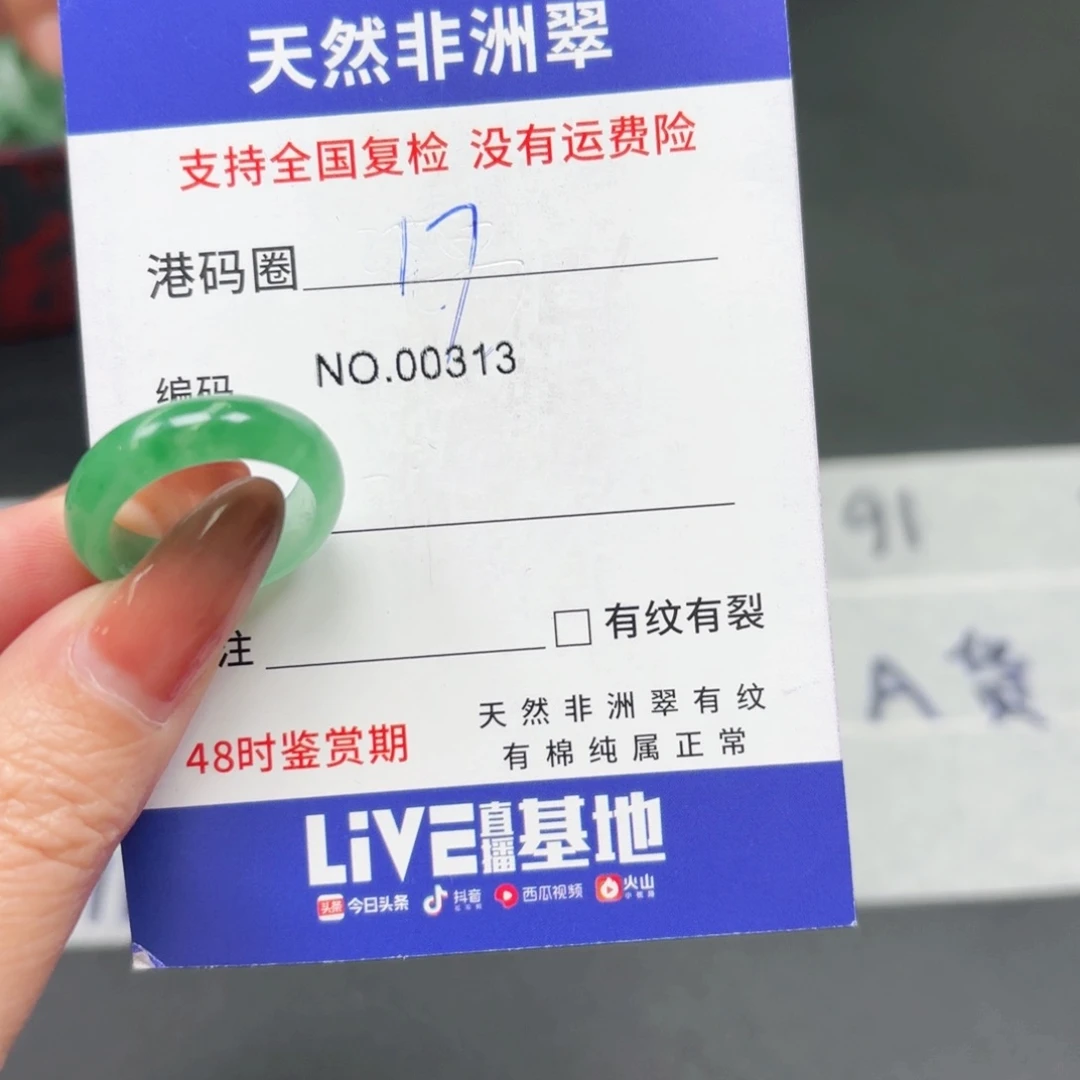 天然非洲翠
支持全国复检 没有运费险
港码圈 17
编码 NO.00313
注 □ 有纹有裂
48时鉴赏期
天然非洲翠有纹
有棉纯属正常
LiVE直播基地
头条 今日头条 抖音 西瓜视频 火山
91
A货